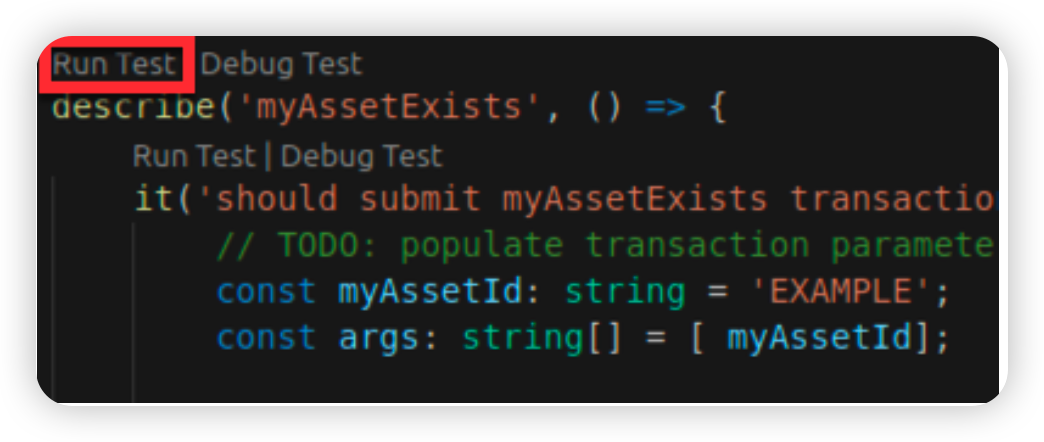 Run Test Debug Test
describe('myAssetExists', () => {
Run Test | Debug Test
it('should submit myAssetExists transactio
// TODO: populate transaction paramete
const myAssetId: string = 'EXAMPLE';
const args: string[] = [ myAssetId];